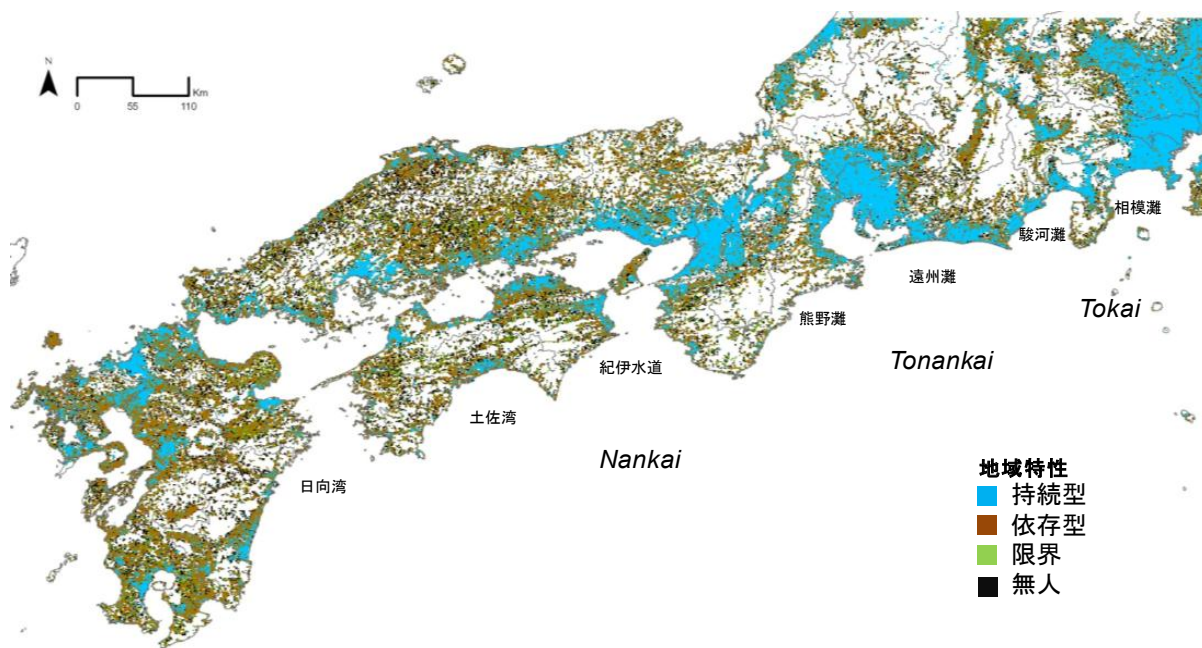 N
Km
0 55 110
相模灘
駿河灘
遠州灘
Tokai
熊野灘
Tonankai
紀伊水道
土佐湾
Nankai
日向湾
地域特性
持続型
依存型
限界
無人